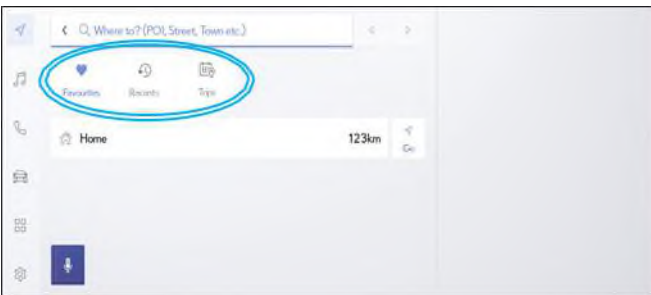 Where to? (POI, Street, Town etc.)
Favourites Recents Trips
Home 123km
Go